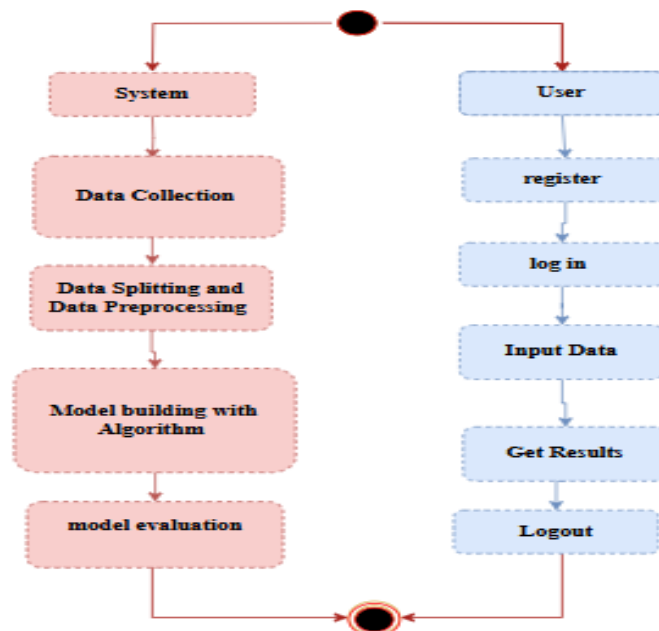 System
Data Collection
Data Splitting and
Data Preprocessing
Model building with
Algorithm
model evaluation
User
register
log in
Input Data
Get Results
Logout